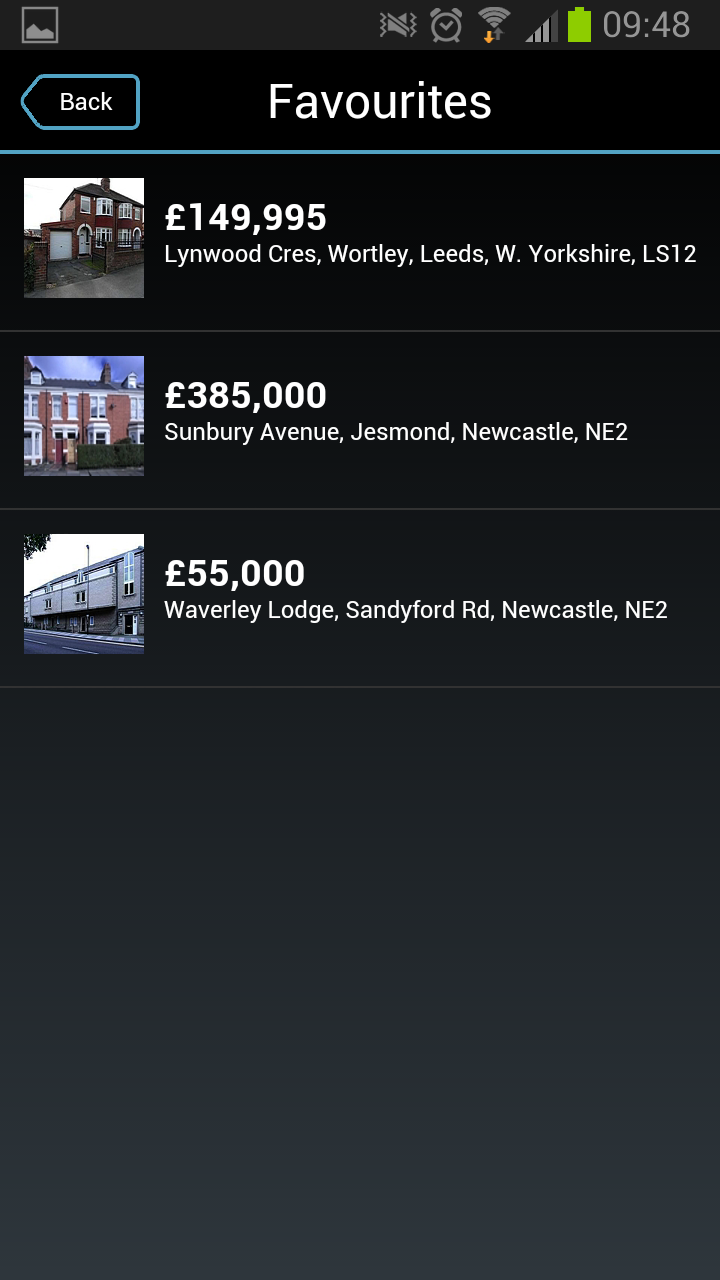 09:48
Back
Favourites
£149,995
Lynwood Cres, Wortley, Leeds, W. Yorkshire, LS12
£385,000
Sunbury Avenue, Jesmond, Newcastle, NE2
£55,000
Waverley Lodge, Sandyford Rd, Newcastle, NE2